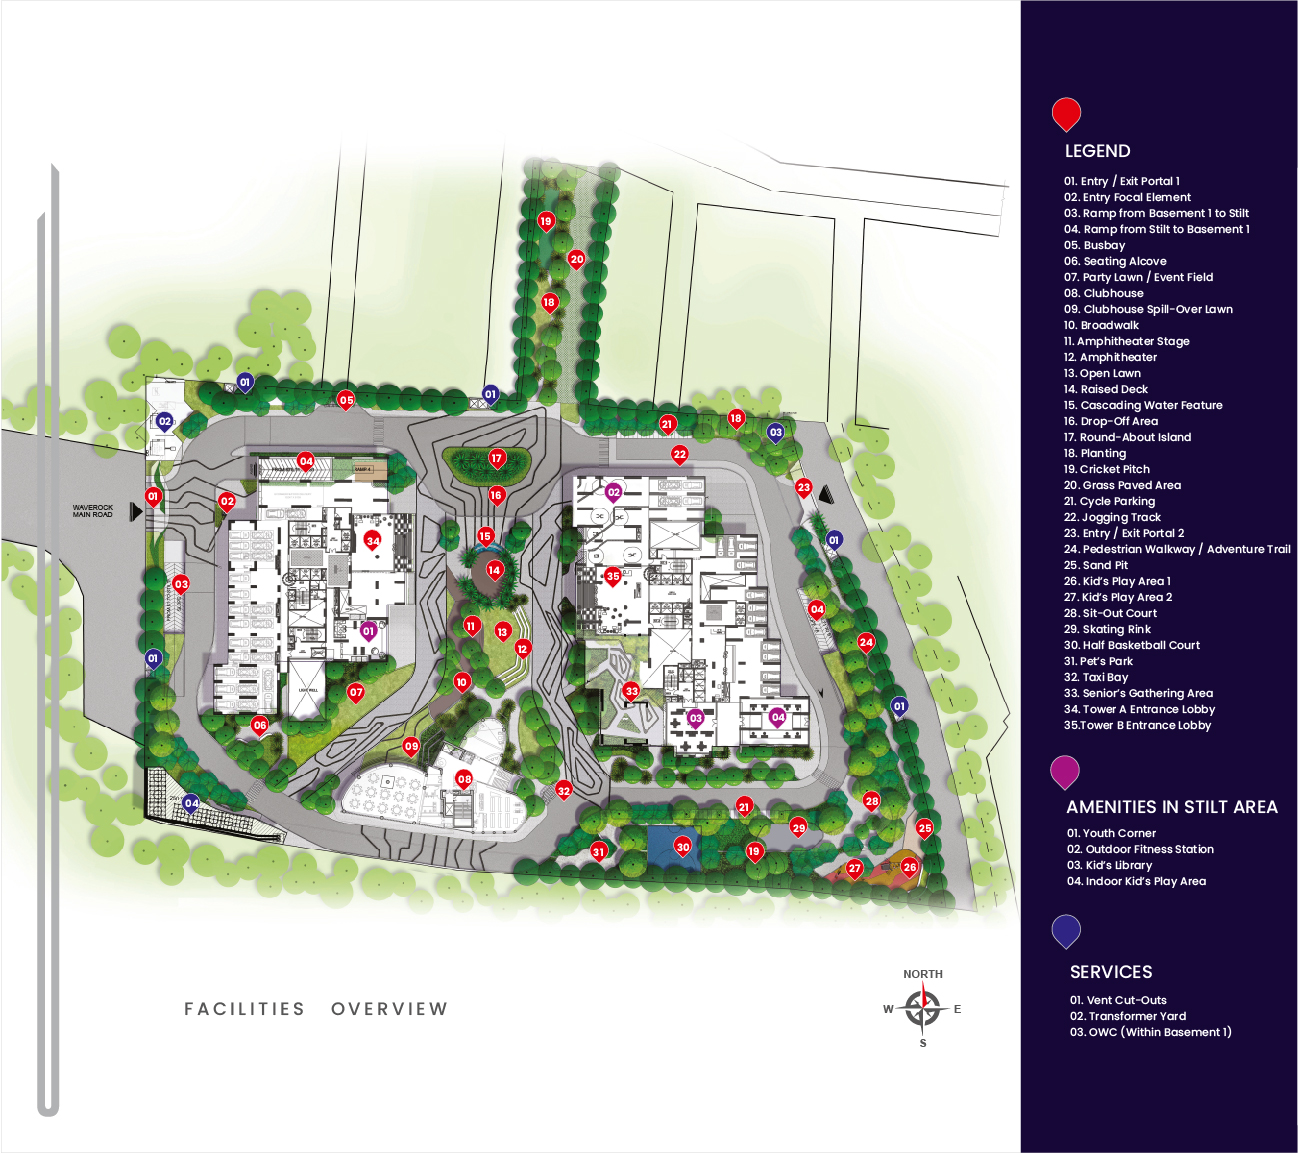 19
20
18
01
01
05
02
21
18
03
22
04
17
02
23
01
02
16
WAVEROCK
MAIN ROAD
RAMP 4
34
15
01
14
35
03
04
11
13
01
12
24
01
10
07
33
01
06
03
04
09
08
32
04
21
28
29
25
31
30
19
27
26
FACILITIES OVERVIEW
NORTH
W
E
S
LEGEND
01. Entry / Exit Portal 1
02. Entry Focal Element
03. Ramp from Basement 1 to Stilt
04. Ramp from Stilt to Basement 1
05. Busbay
06. Seating Alcove
07. Party Lawn / Event Field
08. Clubhouse
09. Clubhouse Spill-Over Lawn
10. Broadwalk
11. Amphitheater Stage
12. Amphitheater
13. Open Lawn
14. Raised Deck
15. Cascading Water Feature
16. Drop-Off Area
17. Round-About Island
18. Planting
19. Cricket Pitch
20. Grass Paved Area
21. Cycle Parking
22. Jogging Track
23. Entry / Exit Portal 2
24. Pedestrian Walkway / Adventure Trail
25. Sand Pit
26. Kid's Play Area 1
27. Kid's Play Area 2
28. Sit-Out Court
29. Skating Rink
30. Half Basketball Court
31. Pet's Park
32. Taxi Bay
33. Senior's Gathering Area
34. Tower A Entrance Lobby
35.Tower B Entrance Lobby
AMENITIES IN STILT AREA
01. Youth Corner
02. Outdoor Fitness Station
03. Kid's Library
04. Indoor Kid's Play Area
SERVICES
01. Vent Cut-Outs
02. Transformer Yard
03. OWC (Within Basement 1)